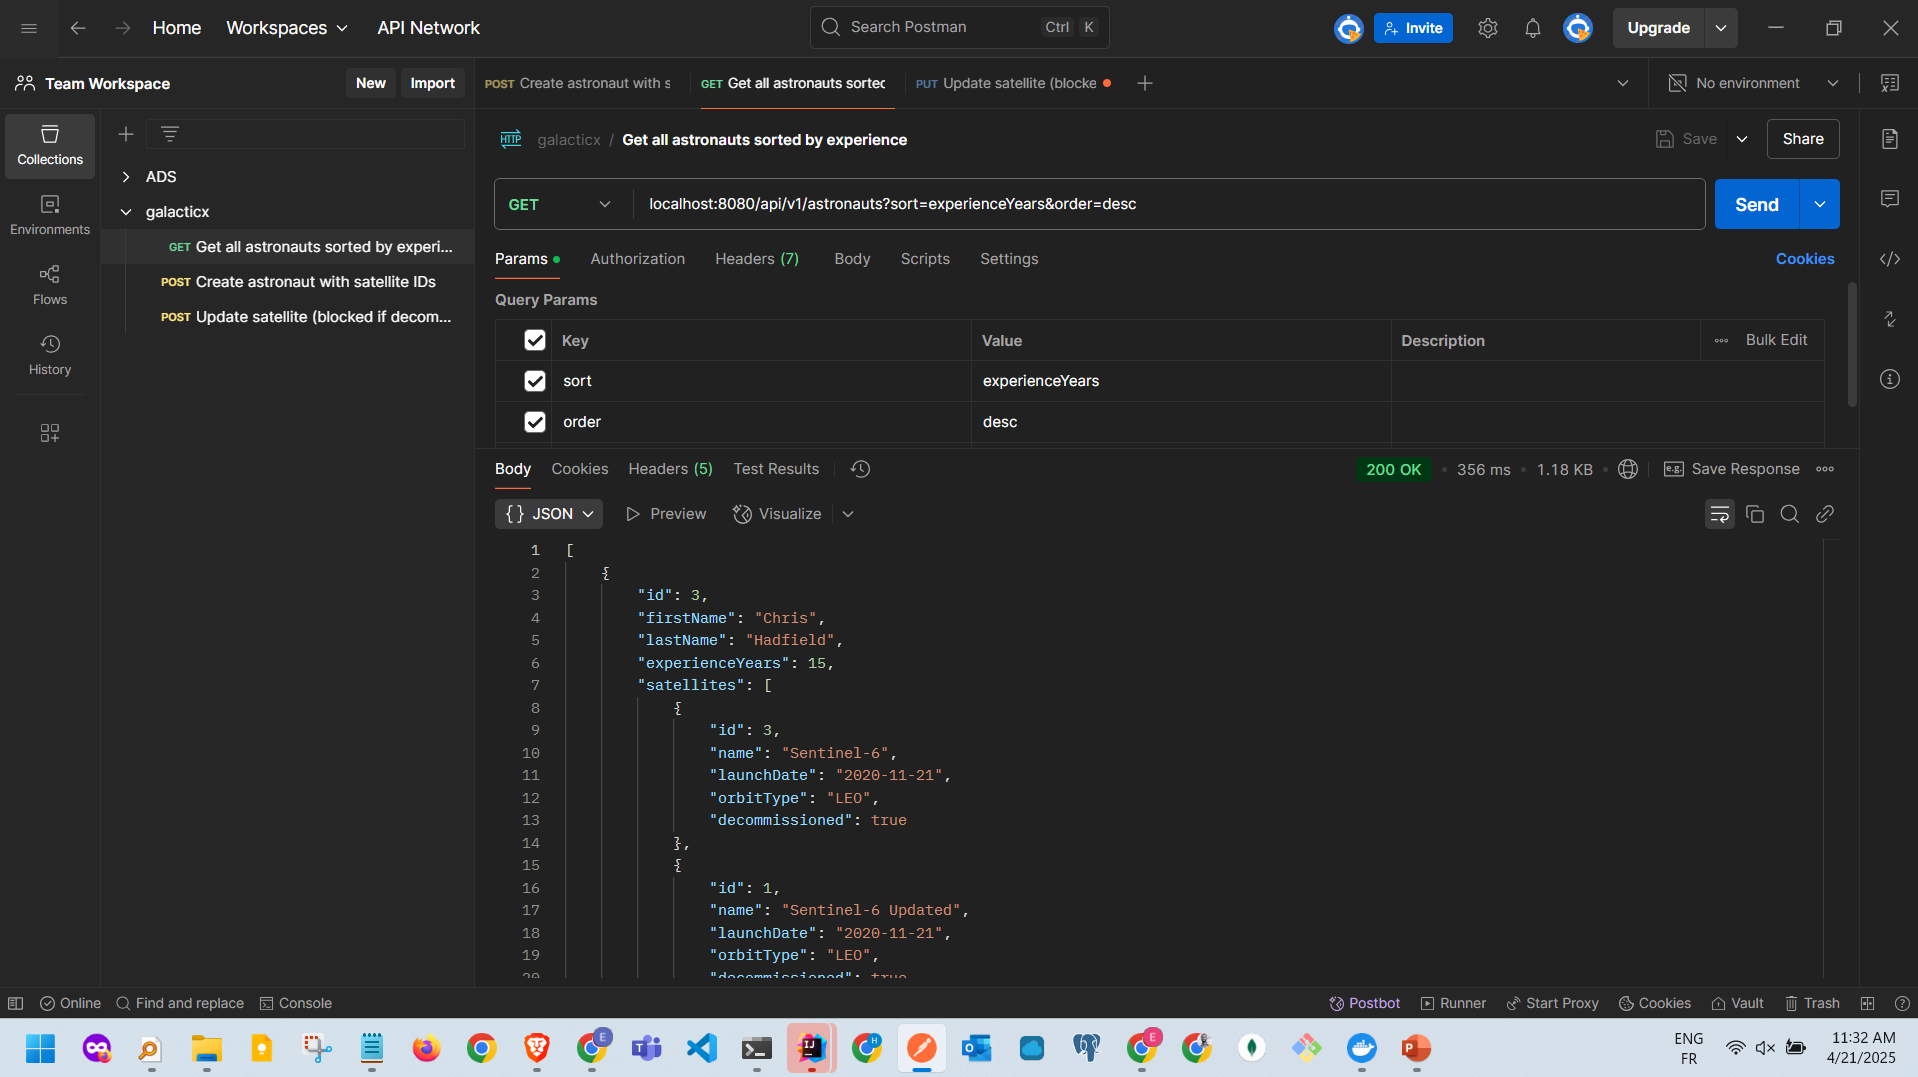 Home Workspaces API Network Search Postman Ctrl K Invite Upgrade
Team Workspace New Import POST Create astronaut with s GET Get all astronauts sorted PUT Update satellite (blocke No environment
Collections
Environments
Flows
History
ADS
galacticx
GET Get all astronauts sorted by experi...
POST Create astronaut with satellite IDs
POST Update satellite (blocked if decom...
HTTP galacticx / Get all astronauts sorted by experience Save Share
GET localhost:8080/api/v1/astronauts?sort=experienceYears&order=desc Send
Params Authorization Headers (7) Body Scripts Settings Cookies
Query Params
Key Value Description Bulk Edit
sort experienceYears
order desc
Body Cookies Headers (5) Test Results 200 OK 356 ms 1.18 KB e.g. Save Response
{} JSON Preview Visualize
1 [
2 {
3 "id": 3,
4 "firstName": "Chris",
5 "lastName": "Hadfield",
6 "experienceYears": 15,
7 "satellites": [
8 {
9 "id": 3,
10 "name": "Sentinel-6",
11 "launchDate": "2020-11-21",
12 "orbitType": "LEO",
13 "decommissioned": true
14 },
15 {
16 "id": 1,
17 "name": "Sentinel-6 Updated",
18 "launchDate": "2020-11-21",
19 "orbitType": "LEO",
20 "decommissioned": true
Online Find and replace Console Postbot Runner Start Proxy Cookies Vault Trash
E IJ H E P
ENG 11:32 AM
FR 4/21/2025